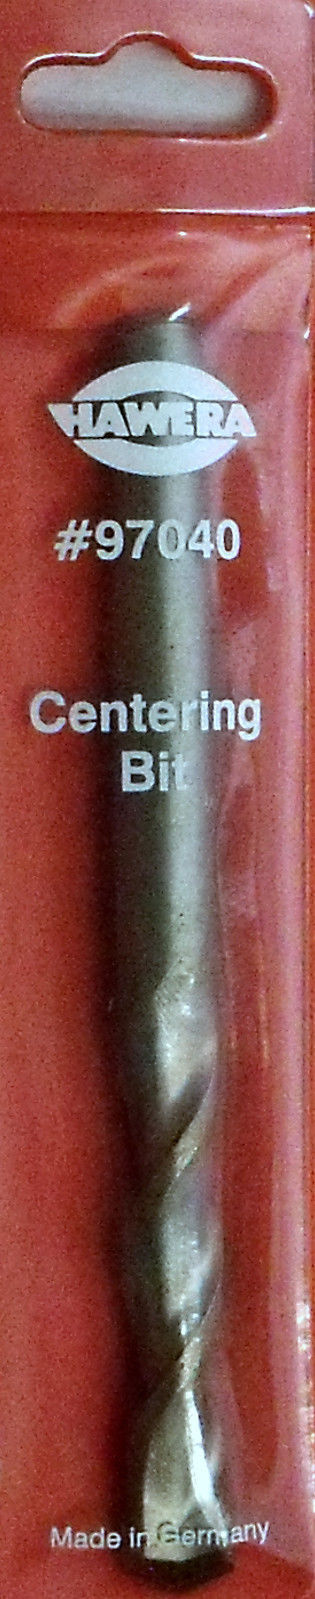 HAWERA
#97040
Centering
Bit
Made in Germany